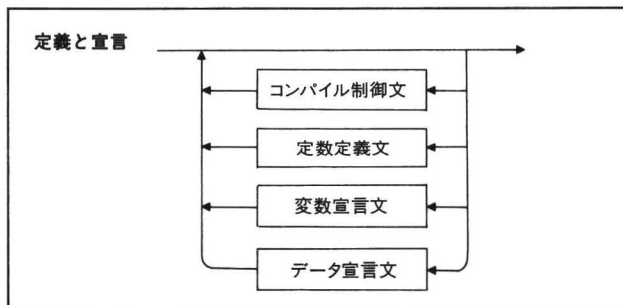 定義と宣言
コンパイル制御文
定数定義文
変数宣言文
データ宣言文